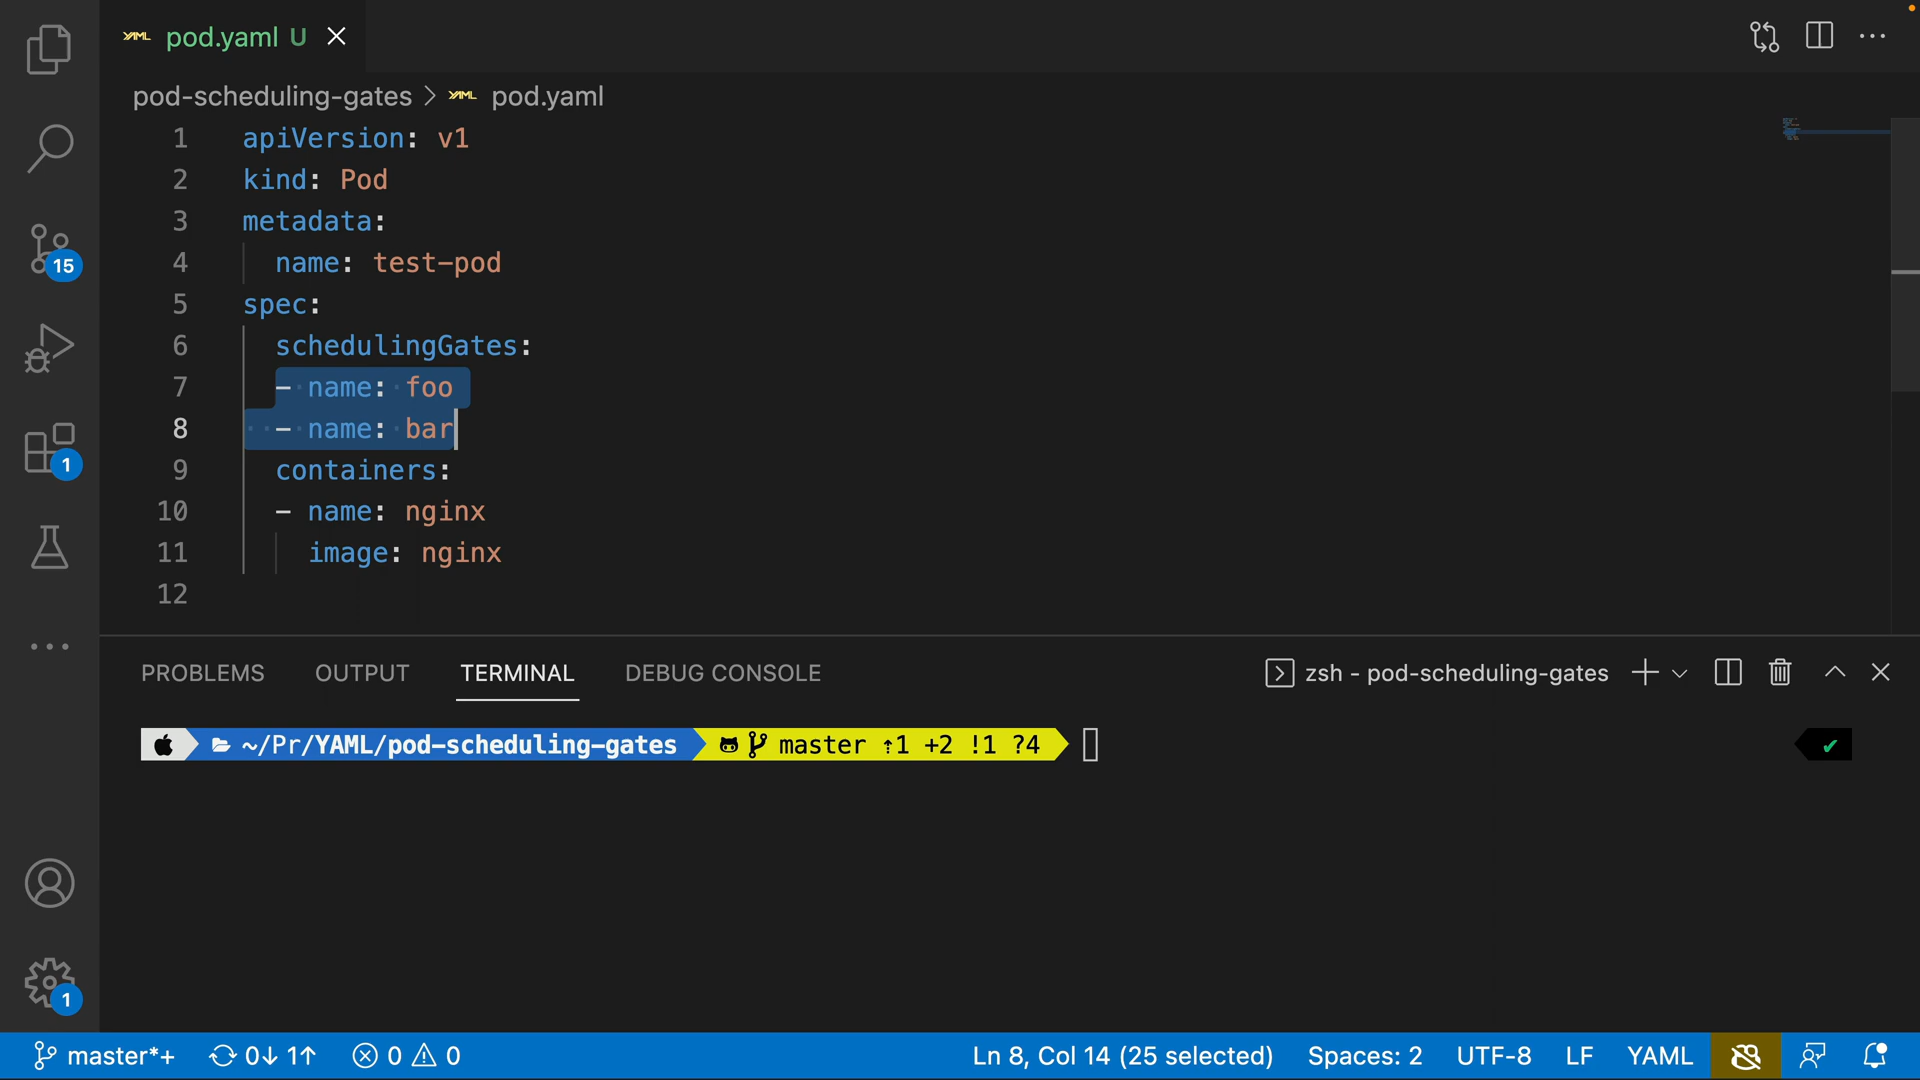 pod.yaml U
pod-scheduling-gates > YAML pod.yaml
1 apiVersion: v1
2 kind: Pod
3 metadata:
4 name: test-pod
5 spec:
6 schedulingGates:
7 - name: foo
8 - name: bar
9 containers:
10 - name: nginx
11 image: nginx
12
15
1
1
PROBLEMS OUTPUT TERMINAL DEBUG CONSOLE zsh - pod-scheduling-gates
~/Pr/YAML/pod-scheduling-gates master ⇡1 +2 !1 ?4 ✔
master*+ 0↓ 1↑ 0 0 Ln 8, Col 14 (25 selected) Spaces: 2 UTF-8 LF YAML